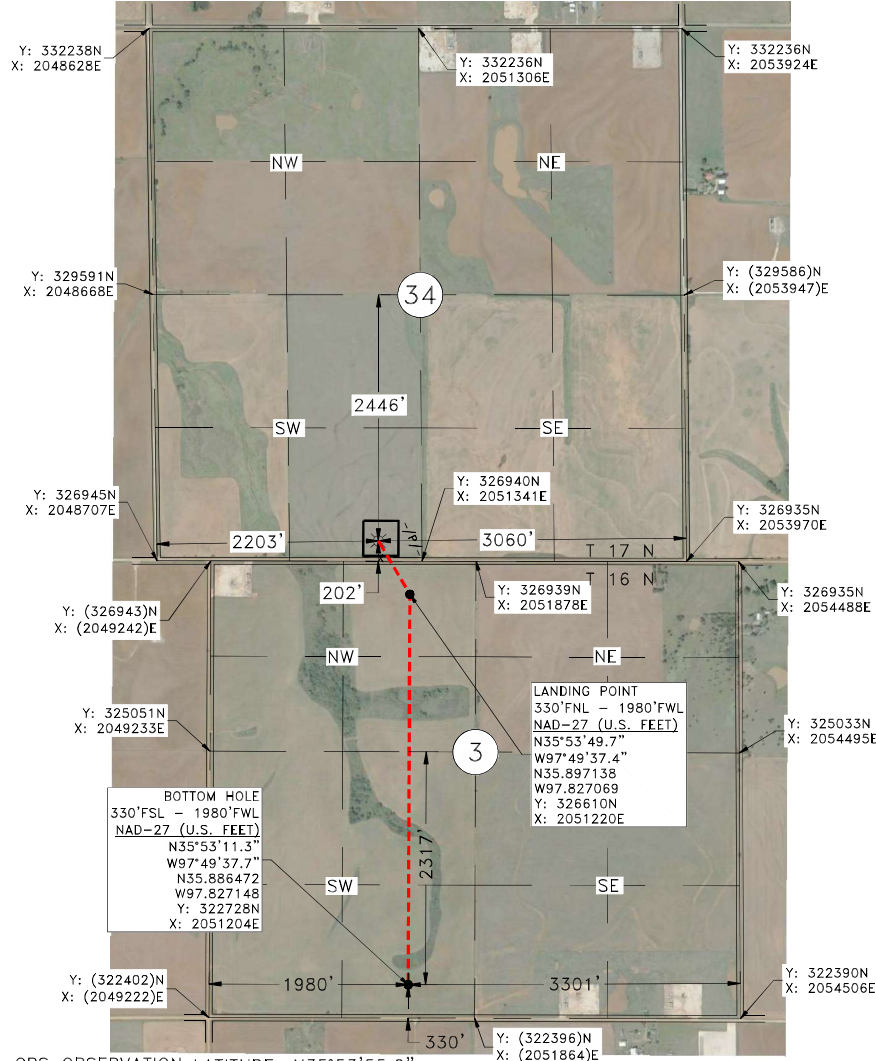 Y: 332238N
X: 2048628E
Y: 332236N
X: 2051306E
Y: 332236N
X: 2053924E
NW
NE
Y: 329591N
X: 2048668E
34
Y: (329586)N
X: (2053947)E
2446'
SW
SE
Y: 326945N
X: 2048707E
Y: 326940N
X: 2051341E
Y: 326935N
X: 2053970E
2203'
3060'
T 17 N
T 16 N
202'
Y: 326939N
X: 2051878E
Y: (326943)N
X: (2049242)E
Y: 326935N
X: 2054488E
NW
NE
LANDING POINT
330'FNL - 1980'FWL
NAD-27 (U.S. FEET)
N35°53'49.7"
W97°49'37.4"
N35.897138
W97.827069
Y: 326610N
X: 2051220E
Y: 325051N
X: 2049233E
3
Y: 325033N
X: 2054495E
BOTTOM HOLE
330'FSL - 1980'FWL
NAD-27 (U.S. FEET)
N35°53'11.3"
W97°49'37.7"
N35.886472
W97.827148
Y: 322728N
X: 2051204E
2317'
SW
SE
Y: (322402)N
X: (2049222)E
1980'
3301'
Y: 322390N
X: 2054506E
330'
Y: (322396)N
X: (2051864)E